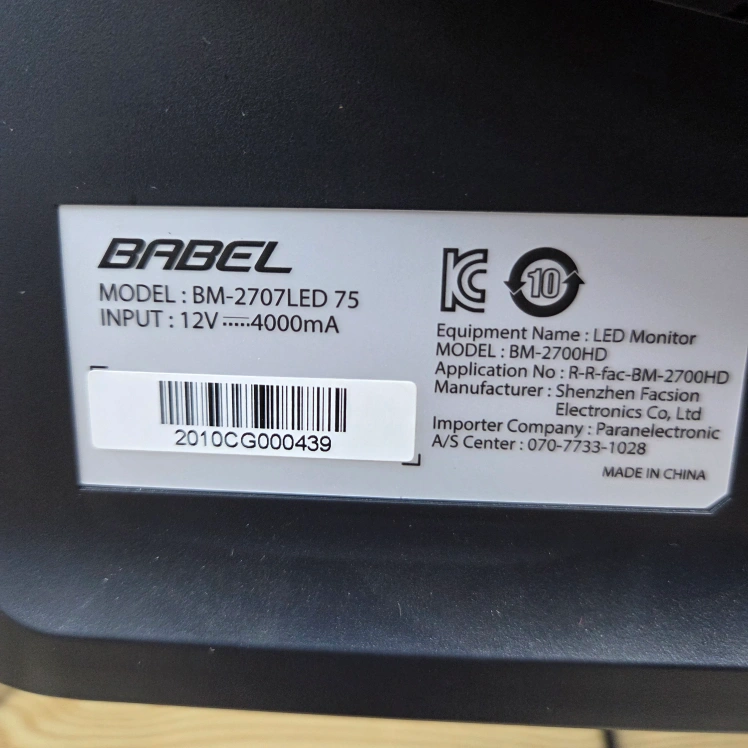 BABEL
MODEL : BM-2707LED 75
INPUT : 12V ⎓ 4000mA
2010CG000439
10
Equipment Name : LED Monitor
MODEL : BM-2700HD
Application No : R-R-fac-BM-2700HD
Manufacturer : Shenzhen Facsion
Electronics Co, Ltd
Importer Company : Paranelectronic
A/S Center : 070-7733-1028
MADE IN CHINA